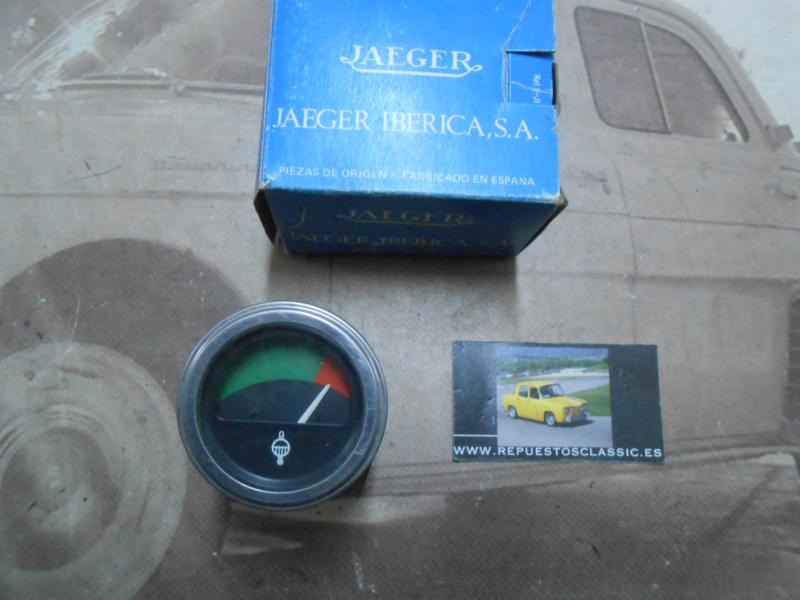 JAEGER
JAEGER IBERICA, S.A.
PIEZAS DE ORIGEN - FABRICADO EN ESPAÑA
JAEGER
JAEGER IBERICA, S.A.
WWW.REPUESTOSCLASSIC.ES